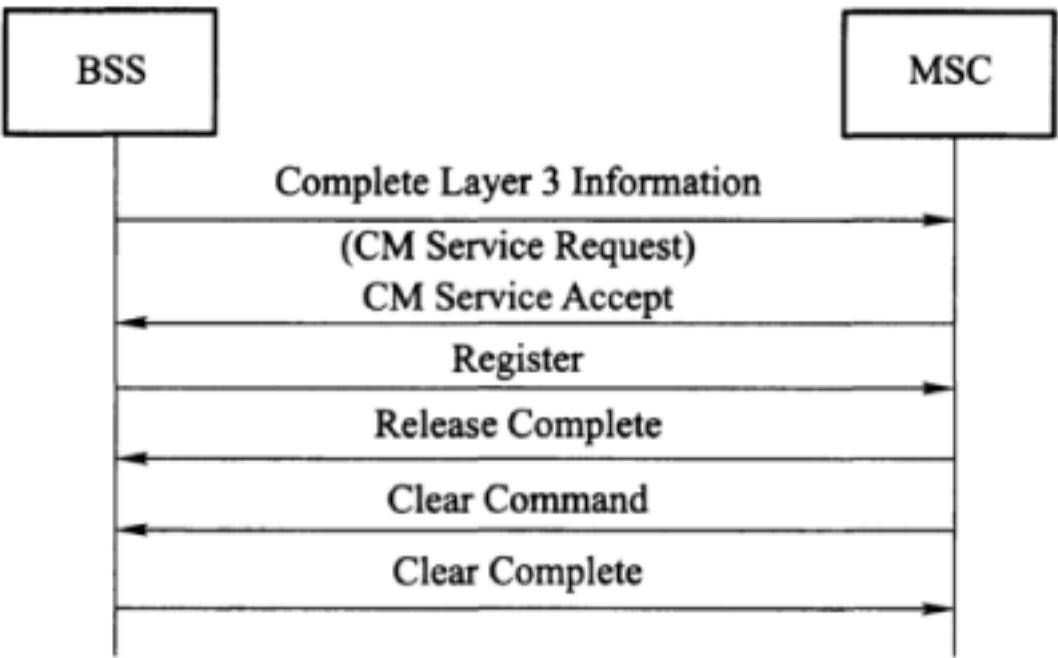 BSS
MSC
Complete Layer 3 Information
(CM Service Request)
CM Service Accept
Register
Release Complete
Clear Command
Clear Complete